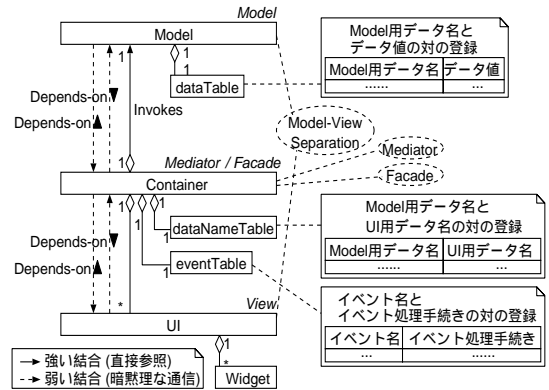 Model
Model
1
1
1
dataTable
Model用データ名と
データ値の対の登録
Model用データ名 データ値
...... ...
Depends-on▼
Depends-on▲
Invokes
Model-View
Separation
Mediator
Facade
1
Mediator / Facade
Container
1 1 1
1
dataNameTable
1
eventTable
Model用データ名と
UI用データ名の対の登録
Model用データ名 UI用データ名
...... ...
Depends-on▼
Depends-on▲
*
View
UI
イベント名と
イベント処理手続きの対の登録
イベント名 イベント処理手続き
... ......
強い結合 (直接参照)
弱い結合 (暗黙理な通信)
1
*
Widget